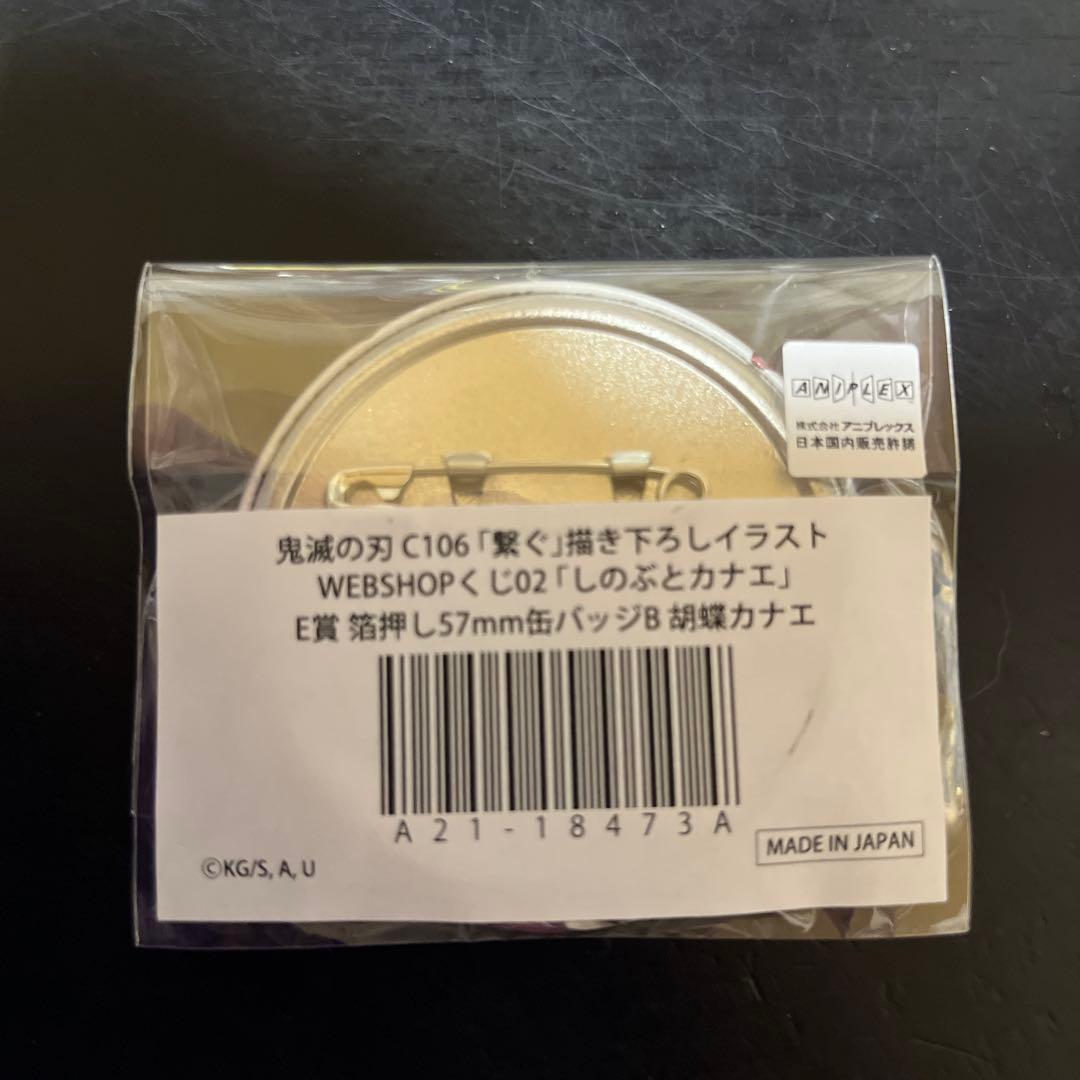 ANIPLEX
株式会社 アニプレックス
日本国内販売許諾
鬼滅の刃 C106「繋ぐ」描き下ろしイラスト
WEBSHOPくじ02「しのぶとカナエ」
E賞 箔押し57mm缶バッジB 胡蝶カナエ
A21-18473A
MADE IN JAPAN
©KG/S, A, U